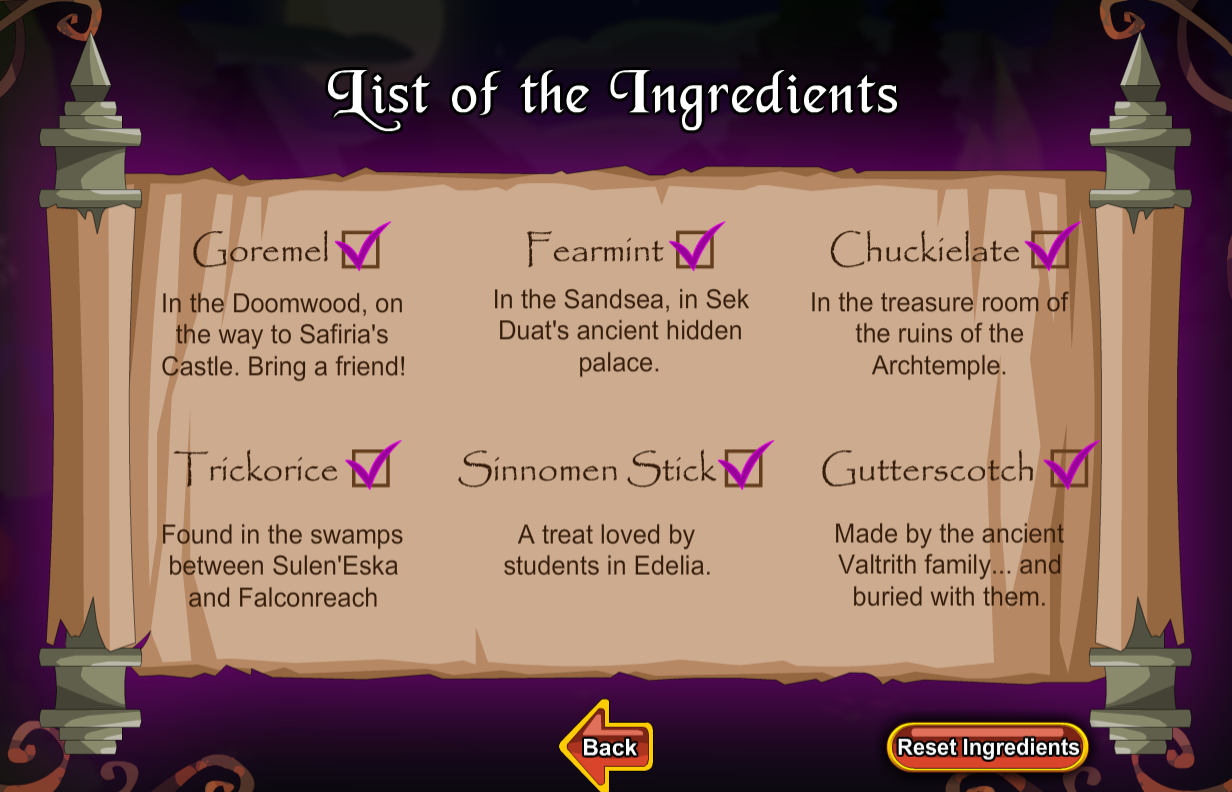 List of the Ingredients
Goremel
In the Doomwood, on
the way to Safiria's
Castle. Bring a friend!
Fearmint
In the Sandsea, in Sek
Duat's ancient hidden
palace.
Chuckielate
In the treasure room of
the ruins of the
Archtemple.
Trickorice
Found in the swamps
between Sulen'Eska
and Falconreach
Sinnomen Stick
A treat loved by
students in Edelia.
Gutterscotch
Made by the ancient
Valtrith family... and
buried with them.
Back
Reset Ingredients